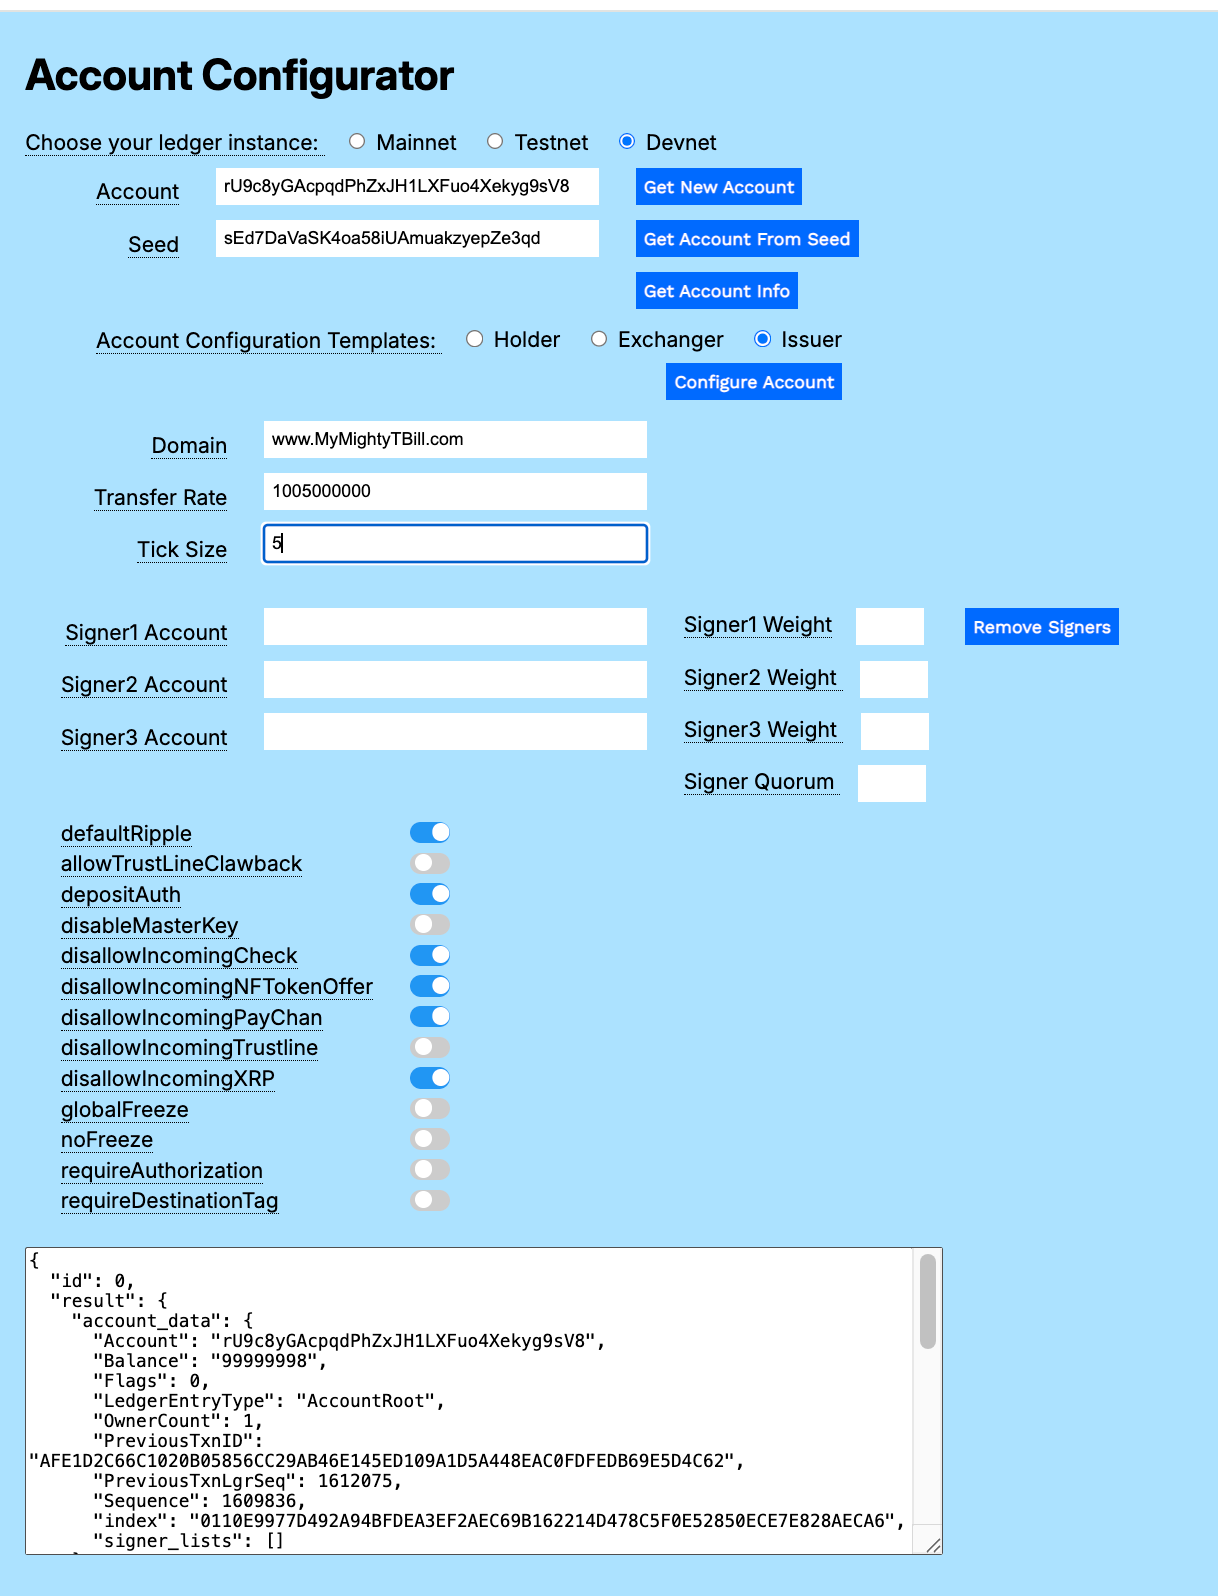 Account Configurator
Choose your ledger instance: Mainnet Testnet Devnet
Account rU9c8yGAcpqdPhZxJH1LXFuo4Xekyg9sV8 Get New Account
Seed sEd7DaVaSK4oa58iUAmuakzyepZe3qd Get Account From Seed
Get Account Info
Account Configuration Templates: Holder Exchanger Issuer
Configure Account
Domain www.MyMightyTBill.com
Transfer Rate 1005000000
Tick Size 5
Signer1 Account Signer1 Weight Remove Signers
Signer2 Account Signer2 Weight
Signer3 Account Signer3 Weight
Signer Quorum
defaultRipple
allowTrustLineClawback
depositAuth
disableMasterKey
disallowIncomingCheck
disallowIncomingNFTokenOffer
disallowIncomingPayChan
disallowIncomingTrustline
disallowIncomingXRP
globalFreeze
noFreeze
requireAuthorization
requireDestinationTag
{
"id": 0,
"result": {
"account_data": {
"Account": "rU9c8yGAcpqdPhZxJH1LXFuo4Xekyg9sV8",
"Balance": "99999998",
"Flags": 0,
"LedgerEntryType": "AccountRoot",
"OwnerCount": 1,
"PreviousTxnID":
"AFE1D2C66C1020B05856CC29AB46E145ED109A1D5A448EAC0FDFEDB69E5D4C62",
"PreviousTxnLgrSeq": 1612075,
"Sequence": 1609836,
"index": "0110E9977D492A94BFDEA3EF2AEC69B162214D478C5F0E52850ECE7E828AECA6",
"signer_lists": []